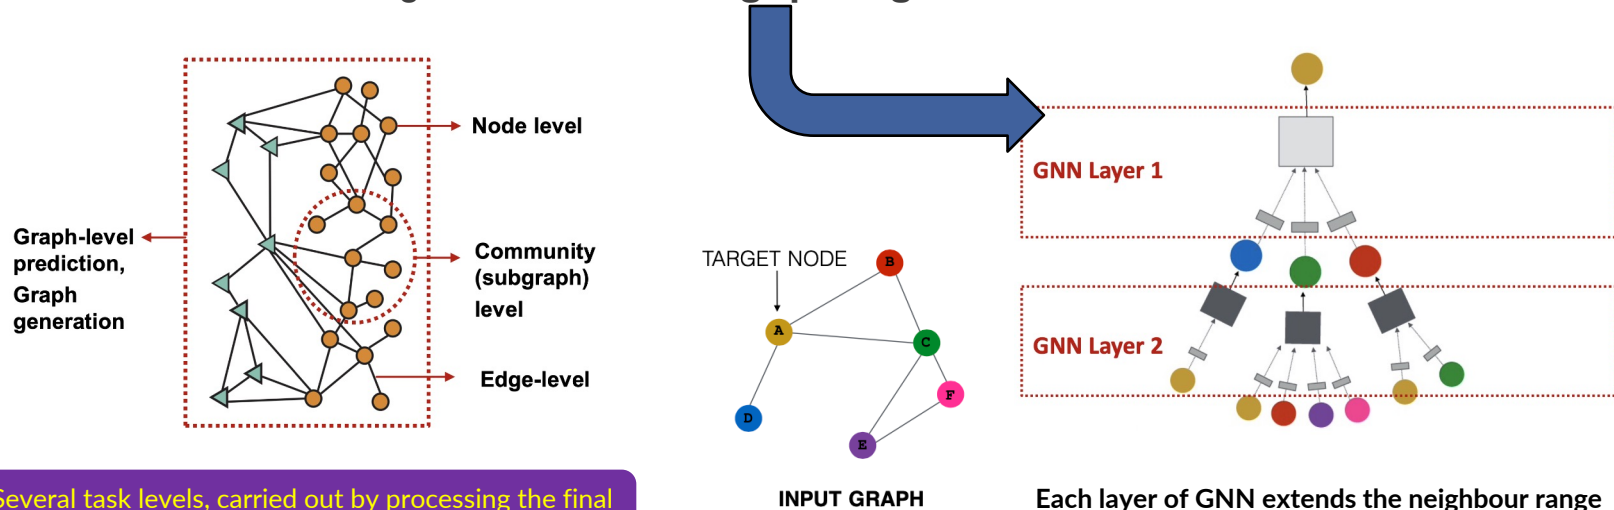 Node level
Graph-level
prediction,
Graph
generation
Community
(subgraph)
level
Edge-level
Several task levels, carried out by processing the final
TARGET NODE
B
A
C
F
D
E
INPUT GRAPH
GNN Layer 1
GNN Layer 2
Each layer of GNN extends the neighbour range